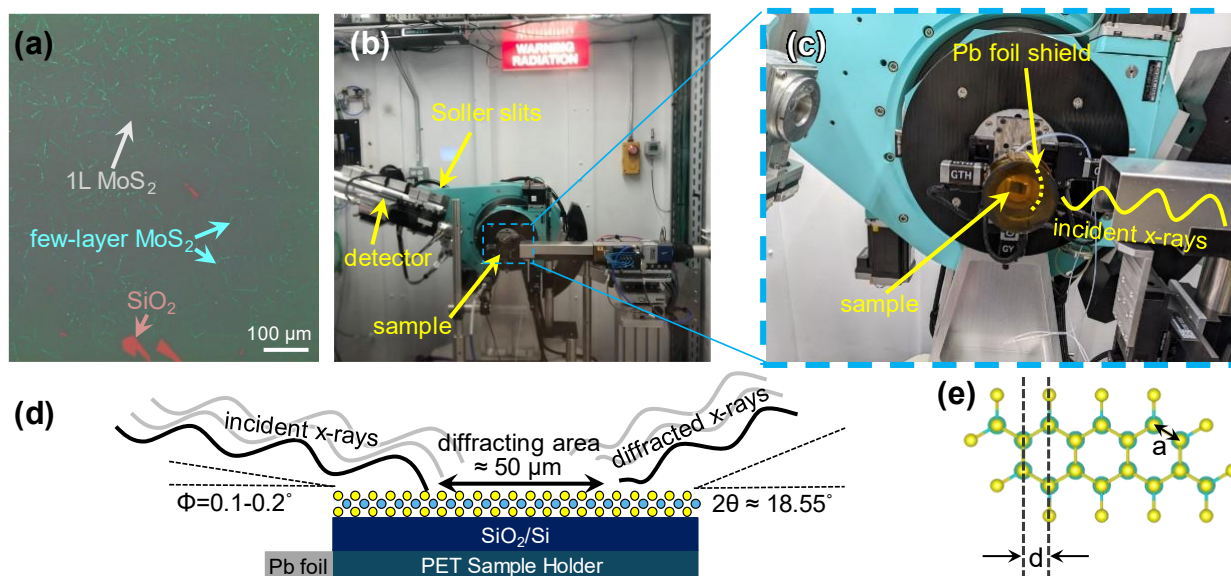 (a)
1L MoS₂
few-layer MoS₂
SiO₂
100 µm
(b)
WARNING
RADIATION
Soller slits
detector
sample
(c)
Pb foil shield
GTH
GY
incident x-rays
sample
(d)
incident x-rays
diffracting area
≈ 50 µm
diffracted x-rays
Φ=0.1-0.2°
2θ ≈ 18.55°
SiO₂/Si
Pb foil
PET Sample Holder
(e)
a
d